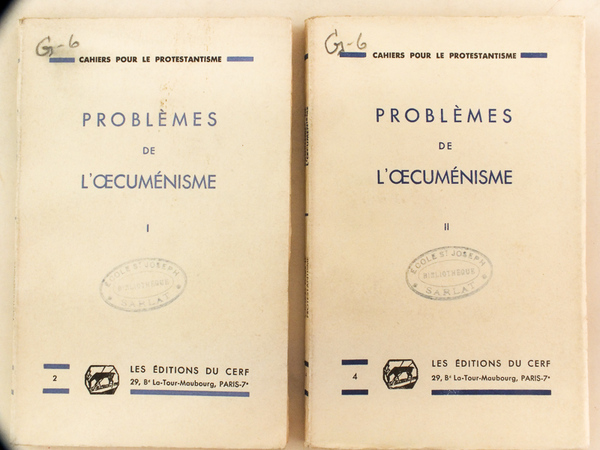 G-6
CAHIERS POUR LE PROTESTANTISME
PROBLÈMES
DE
L'ŒCUMÉNISME
I
ÉCOLE St JOSEPH
SARLAT
2
LES ÉDITIONS DU CERF
29, Bd La-Tour-Maubourg, PARIS-7e
G-6
CAHIERS POUR LE PROTESTANTISME
PROBLÈMES
DE
L'ŒCUMÉNISME
II
ÉCOLE St JOSEPH
BIBLIOTHÈQUE
SARLAT
4
LES ÉDITIONS DU CERF
29, Bd La-Tour-Maubourg, PARIS-7e